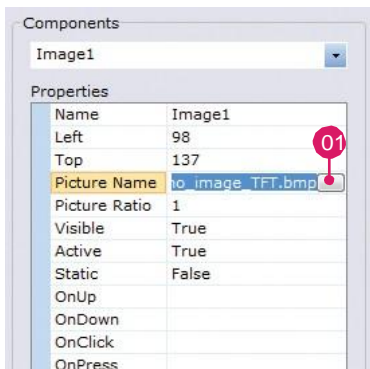 Components
Image1
Properties
Name Image1
Left 98
Top 137
01
Picture Name no_image_TFT.bmp
Picture Ratio 1
Visible True
Active True
Static False
OnUp
OnDown
OnClick
OnPress